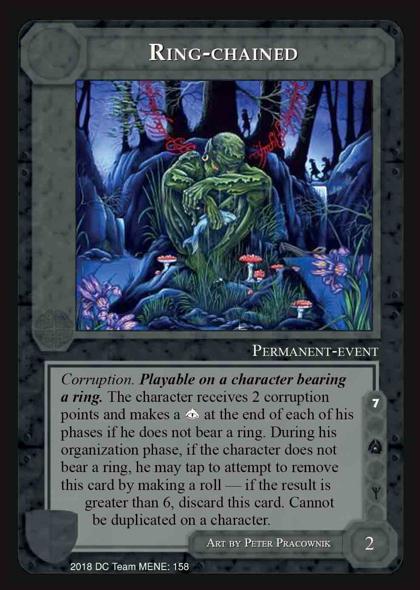 Ring-chained
Permanent-event
Corruption. Playable on a character bearing
a ring. The character receives 2 corruption
points and makes a at the end of each of his
phases if he does not bear a ring. During his
organization phase, if the character does not
bear a ring, he may tap to attempt to remove
this card by making a roll — if the result is
greater than 6, discard this card. Cannot
be duplicated on a character.
7
Art by Peter Pracownik
2
2018 DC Team MENE: 158